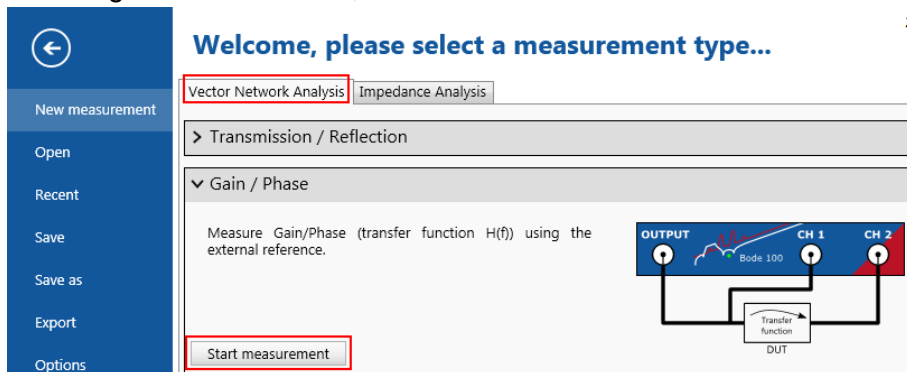 Welcome, please select a measurement type...
Vector Network Analysis Impedance Analysis
New measurement
Open
Recent
Save
Save as
Export
Options
Transmission / Reflection
Gain / Phase
Measure Gain/Phase (transfer function H(f)) using the
external reference.
Start measurement
OUTPUT CH 1 CH 2
Bode 100
Transfer
function
DUT